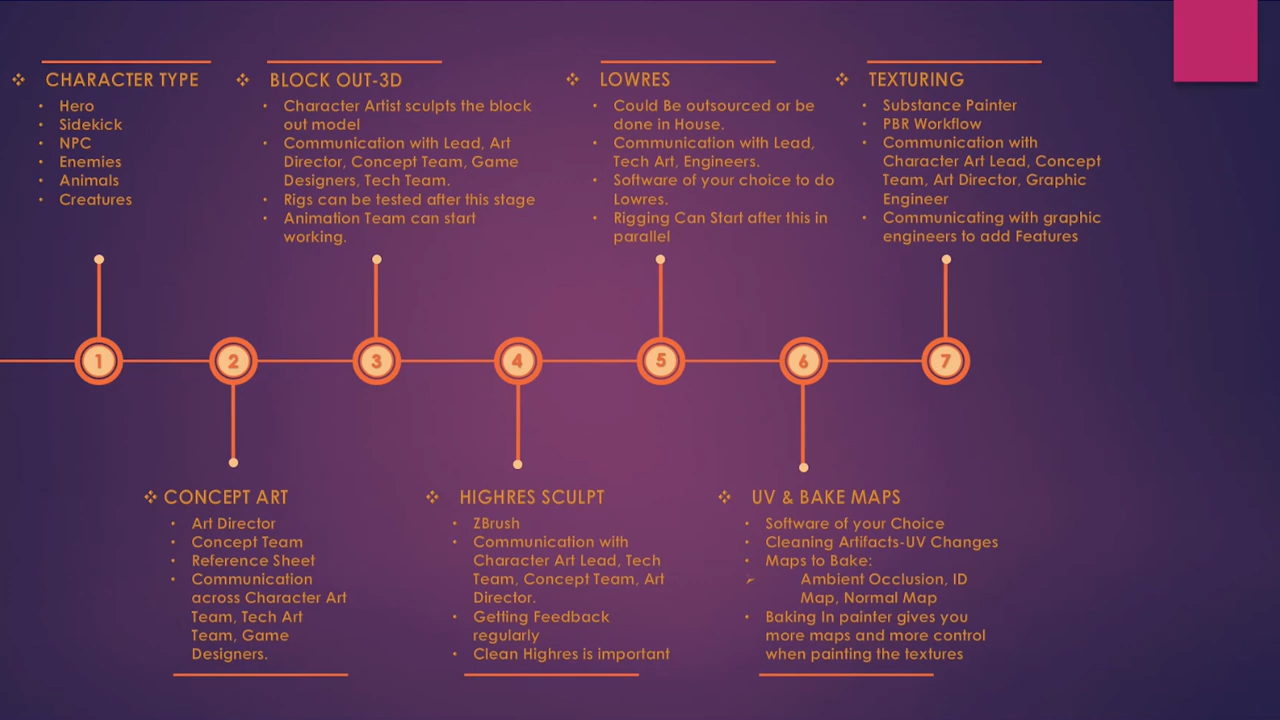 ❖ CHARACTER TYPE
• Hero
• Sidekick
• NPC
• Enemies
• Animals
• Creatures
❖ BLOCK OUT-3D
• Character Artist sculpts the block
out model
• Communication with Lead, Art
Director, Concept Team, Game
Designers, Tech Team.
• Rigs can be tested after this stage
• Animation Team can start
working.
❖ LOWRES
• Could Be outsourced or be
done in House.
• Communication with Lead,
Tech Art, Engineers.
• Software of your choice to do
Lowres.
• Rigging Can Start after this in
parallel
❖ TEXTURING
• Substance Painter
• PBR Workflow
• Communication with
Character Art Lead, Concept
Team, Art Director, Graphic
Engineer
• Communicating with graphic
engineers to add Features
1
2
3
4
5
6
7
❖ CONCEPT ART
• Art Director
• Concept Team
• Reference Sheet
• Communication
across Character Art
Team, Tech Art
Team, Game
Designers.
❖ HIGHRES SCULPT
• ZBrush
• Communication with
Character Art Lead, Tech
Team, Concept Team, Art
Director.
• Getting Feedback
regularly
• Clean Highres is important
❖ UV & BAKE MAPS
• Software of your Choice
• Cleaning Artifacts-UV Changes
• Maps to Bake:
➢ Ambient Occlusion, ID
Map, Normal Map
• Baking In painter gives you
more maps and more control
when painting the textures